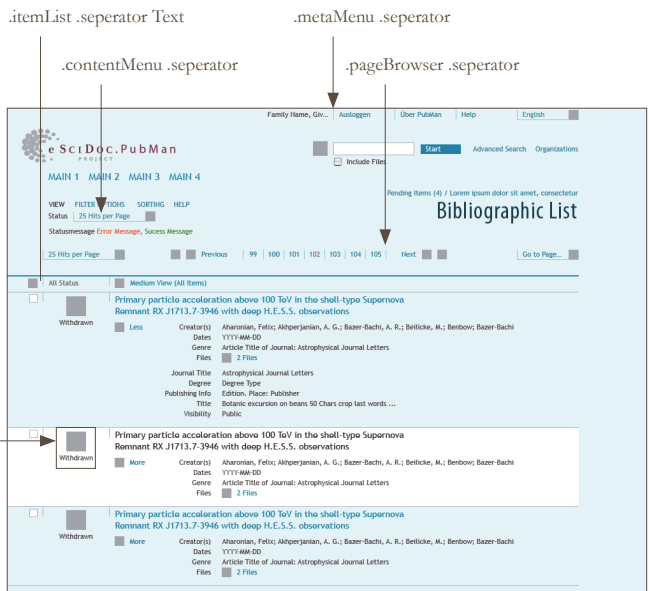 .itemList .seperator Text
.metaMenu .seperator
.contentMenu .seperator
.pageBrowser .seperator
Family Name, Giv... Ausloggen Über PubMan Help English
eSciDoc.PubMan
PROJECT
Start Advanced Search Organizations
Include Files
MAIN 1 MAIN 2 MAIN 3 MAIN 4
Pending Items (4) / Lorem ipsum dolor sit amet, consectetur
Bibliographic List
VIEW FILTER OPTIONS SORTING HELP
Status 25 Hits per Page
Statusmessage Error Message, Sucess Message
25 Hits per Page Previous 99 100 101 102 103 104 105 Next Go to Page...
All Status Medium View (All Items)
Primary particle acceloration above 100 TeV in the shell-type Supernova
Remnant RX J1713.7-3946 with deep H.E.S.S. observations
Withdrawn
Less Creator(s) Aharonian, Felix; Akhperjanian, A. G.; Bazer-Bachi, A. R.; Beilicke, M.; Benbow; Bazer-Bachi
Dates YYYY-MM-DD
Genre Article Title of Journal: Astrophysical Journal Letters
Files 2 Files
Journal Title Astrophysical Journal Letters
Degree Degree Type
Publishing Info Edition. Place: Publisher
Title Botanic excursion on beans 50 Chars crop last words ...
Visibility Public
Primary particle acceloration above 100 TeV in the shell-type Supernova
Remnant RX J1713.7-3946 with deep H.E.S.S. observations
Withdrawn
More Creator(s) Aharonian, Felix; Akhperjanian, A. G.; Bazer-Bachi, A. R.; Beilicke, M.; Benbow; Bazer-Bachi
Dates YYYY-MM-DD
Genre Article Title of Journal: Astrophysical Journal Letters
Files 2 Files
Primary particle acceloration above 100 TeV in the shell-type Supernova
Remnant RX J1713.7-3946 with deep H.E.S.S. observations
Withdrawn
More Creator(s) Aharonian, Felix; Akhperjanian, A. G.; Bazer-Bachi, A. R.; Beilicke, M.; Benbow; Bazer-Bachi
Dates YYYY-MM-DD
Genre Article Title of Journal: Astrophysical Journal Letters
Files 2 Files